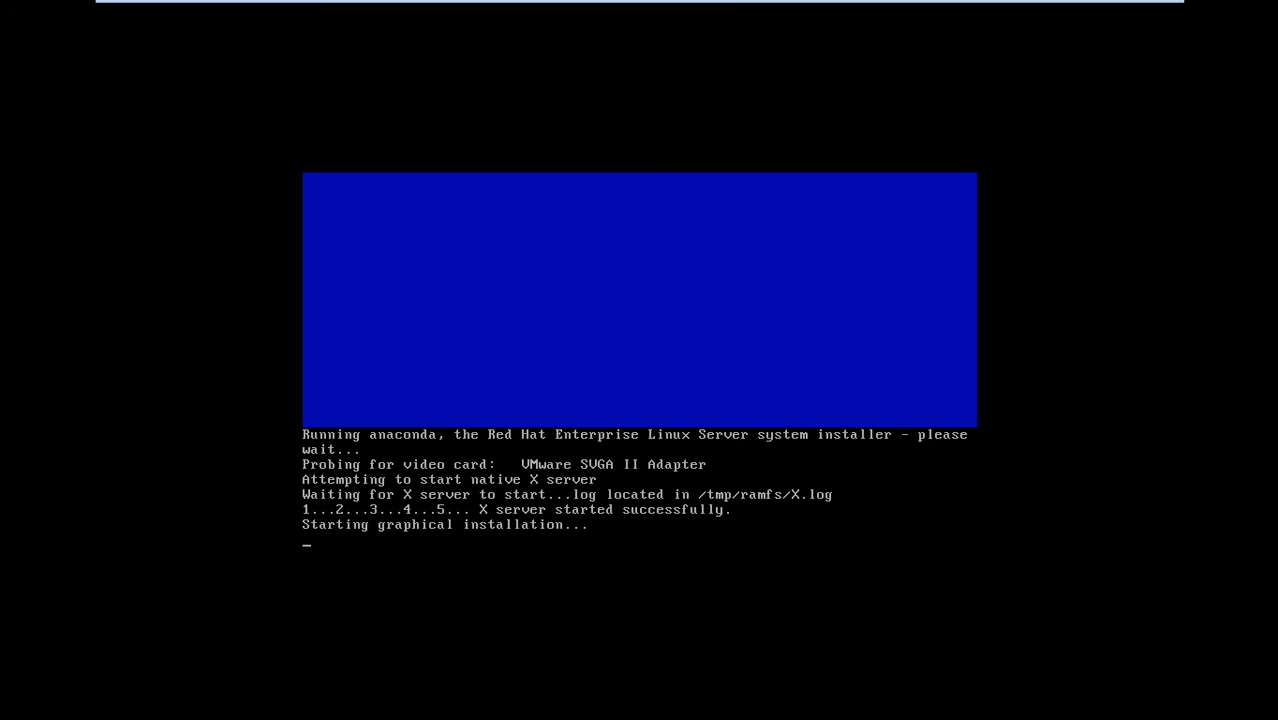 Running anaconda, the Red Hat Enterprise Linux Server system installer - please
wait...
Probing for video card:   VMware SVGA II Adapter
Attempting to start native X server
Waiting for X server to start...log located in /tmp/ramfs/X.log
1...2...3...4...5... X server started successfully.
Starting graphical installation...
_